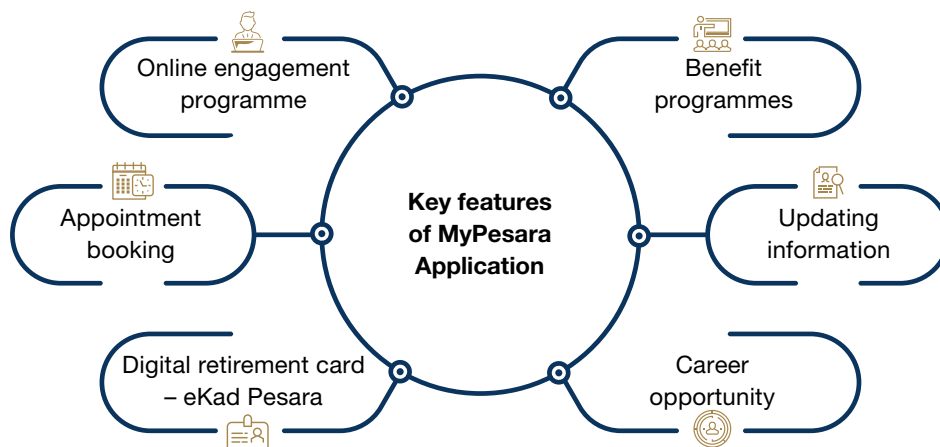 Online engagement
programme
Benefit
programmes
Appointment
booking
Key features
of MyPesara
Application
Updating
information
Digital retirement card
– eKad Pesara
Career
opportunity